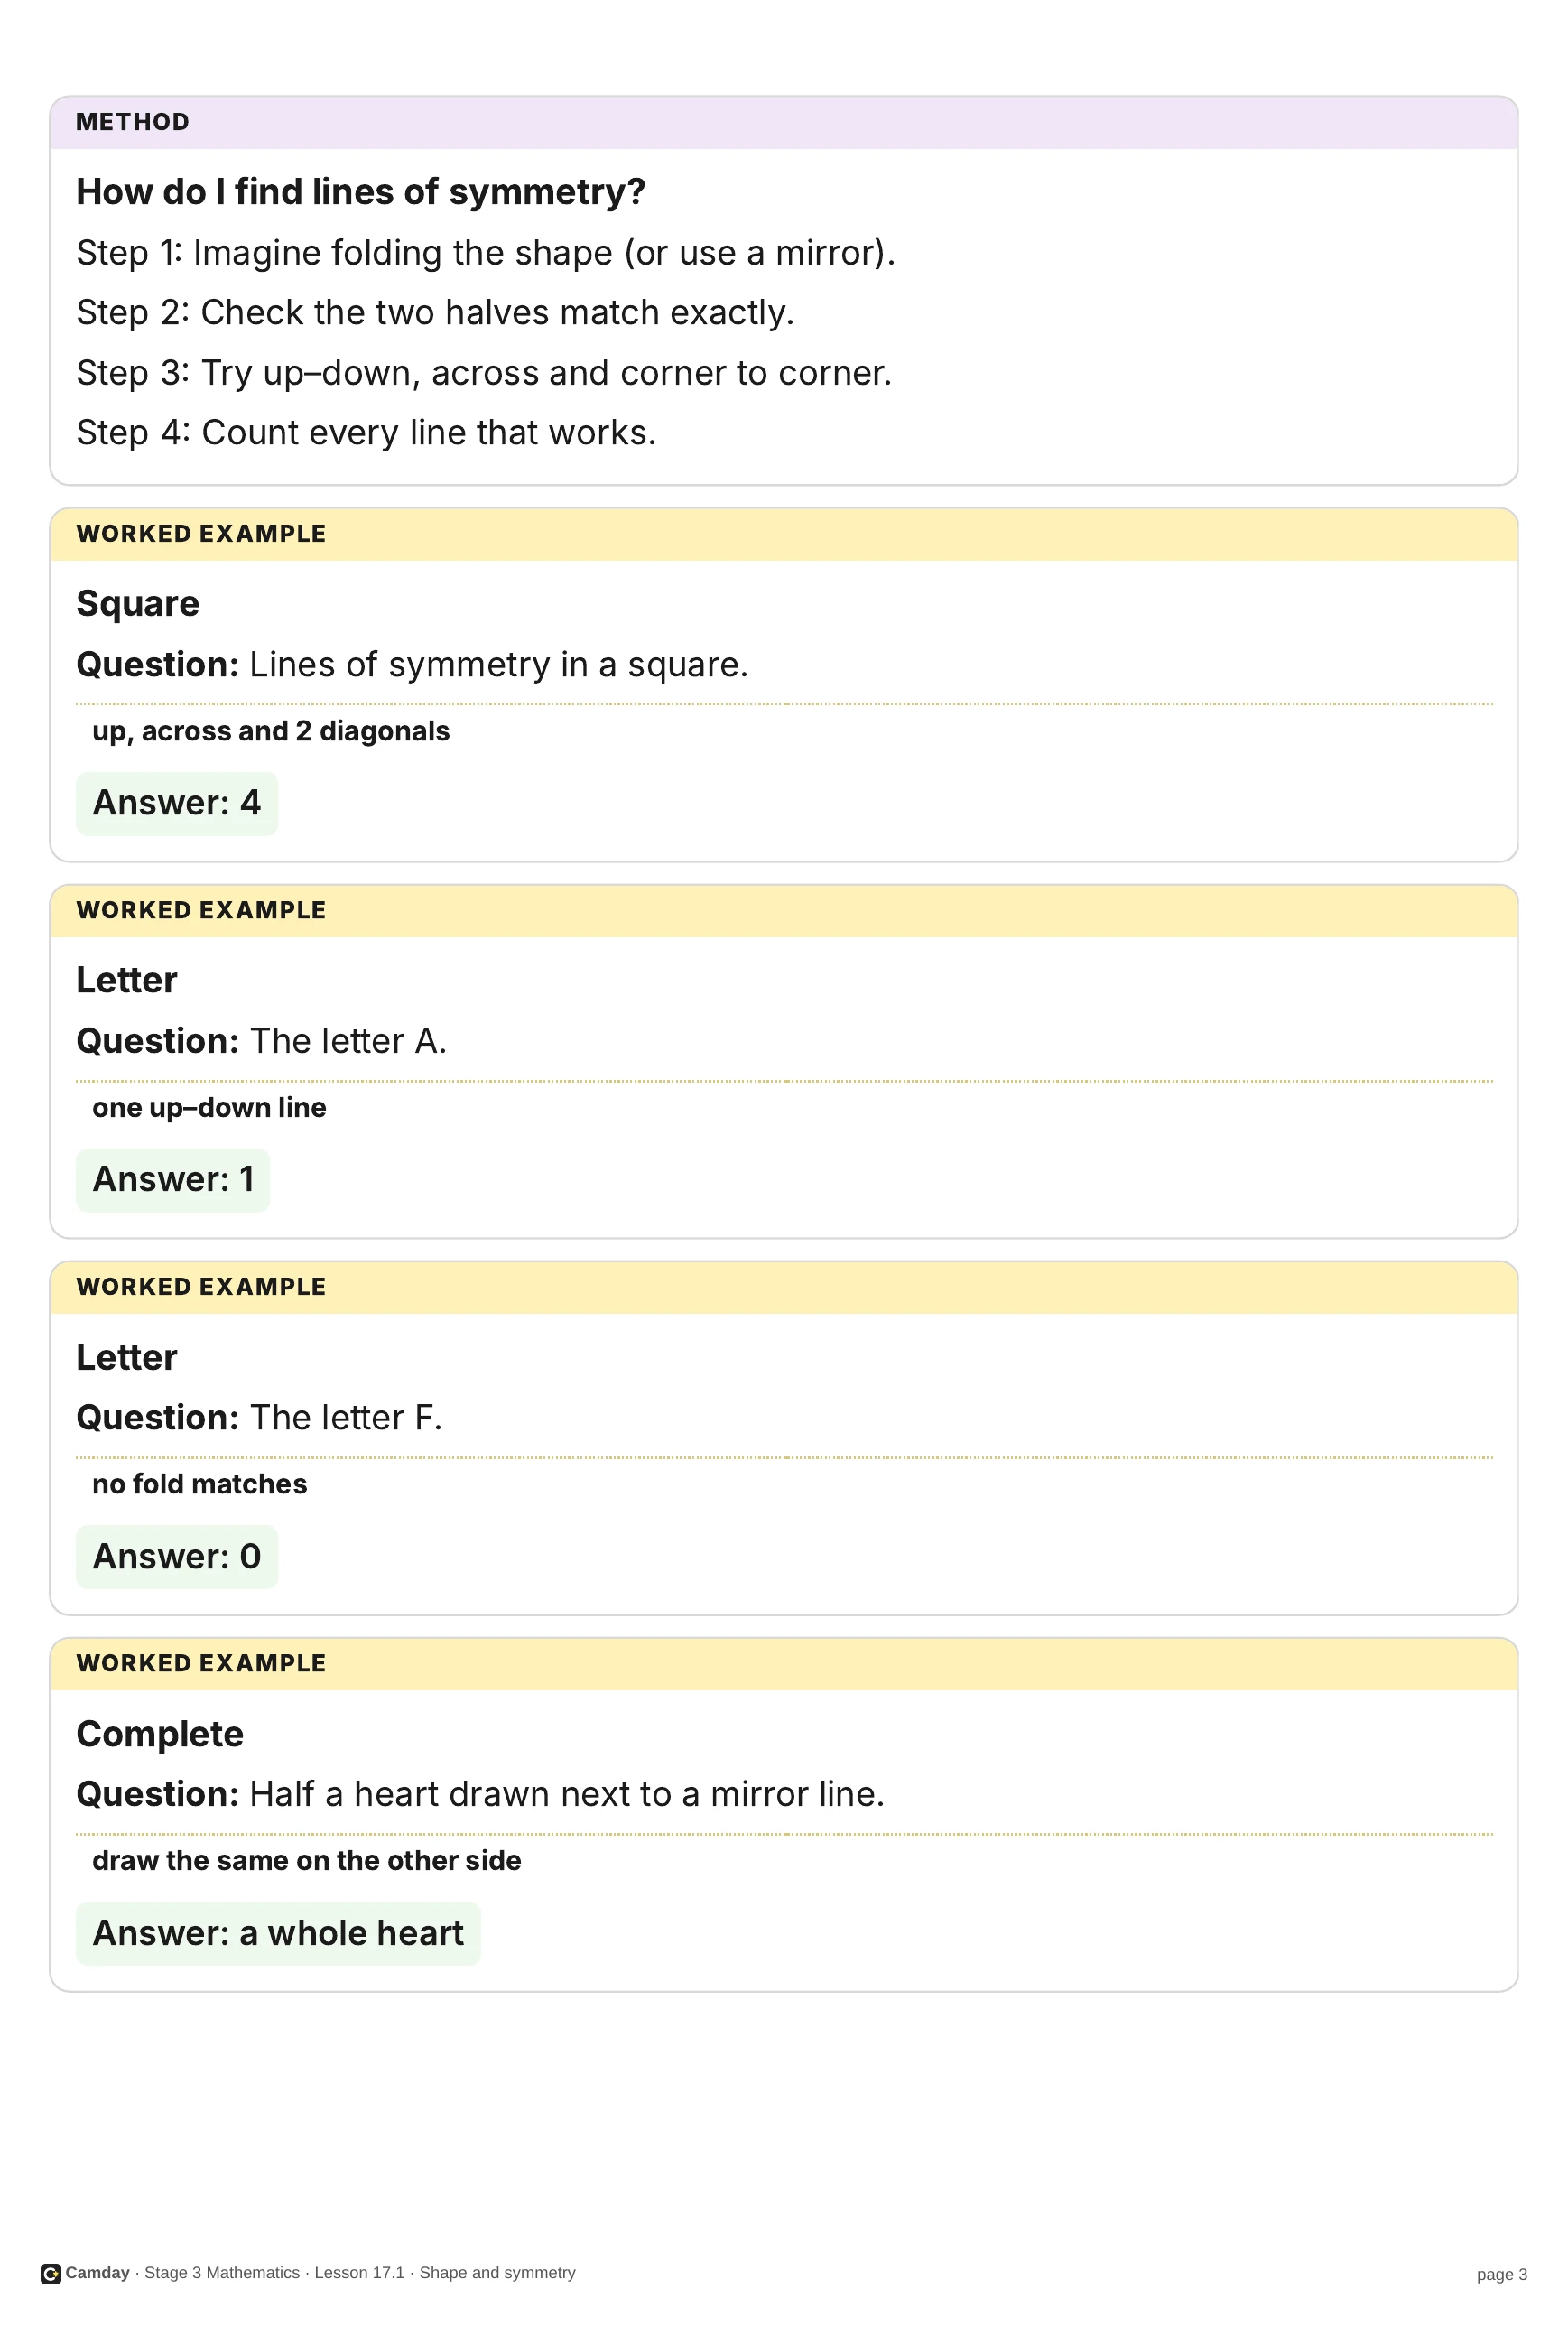 METHOD
How do I find lines of symmetry?
Step 1: Imagine folding the shape (or use a mirror).
Step 2: Check the two halves match exactly.
Step 3: Try up–down, across and corner to corner.
Step 4: Count every line that works.
WORKED EXAMPLE
Square
Question: Lines of symmetry in a square.
up, across and 2 diagonals
Answer: 4
WORKED EXAMPLE
Letter
Question: The letter A.
one up–down line
Answer: 1
WORKED EXAMPLE
Letter
Question: The letter F.
no fold matches
Answer: 0
WORKED EXAMPLE
Complete
Question: Half a heart drawn next to a mirror line.
draw the same on the other side
Answer: a whole heart
Camday · Stage 3 Mathematics · Lesson 17.1 · Shape and symmetry
page 3